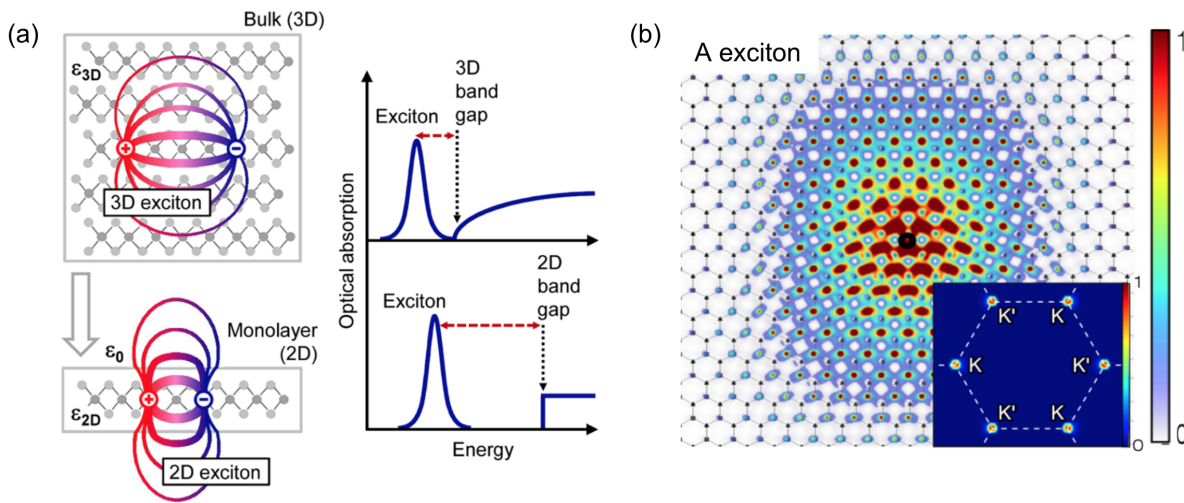 (a)
Bulk (3D)
ε3D
+
−
3D exciton
Monolayer
(2D)
ε0
ε2D
+
−
2D exciton
Optical absorption
Exciton
3D
band
gap
Exciton
2D
band
gap
Energy
(b)
A exciton
1
0
K'
K
K
K'
K'
K
1
0